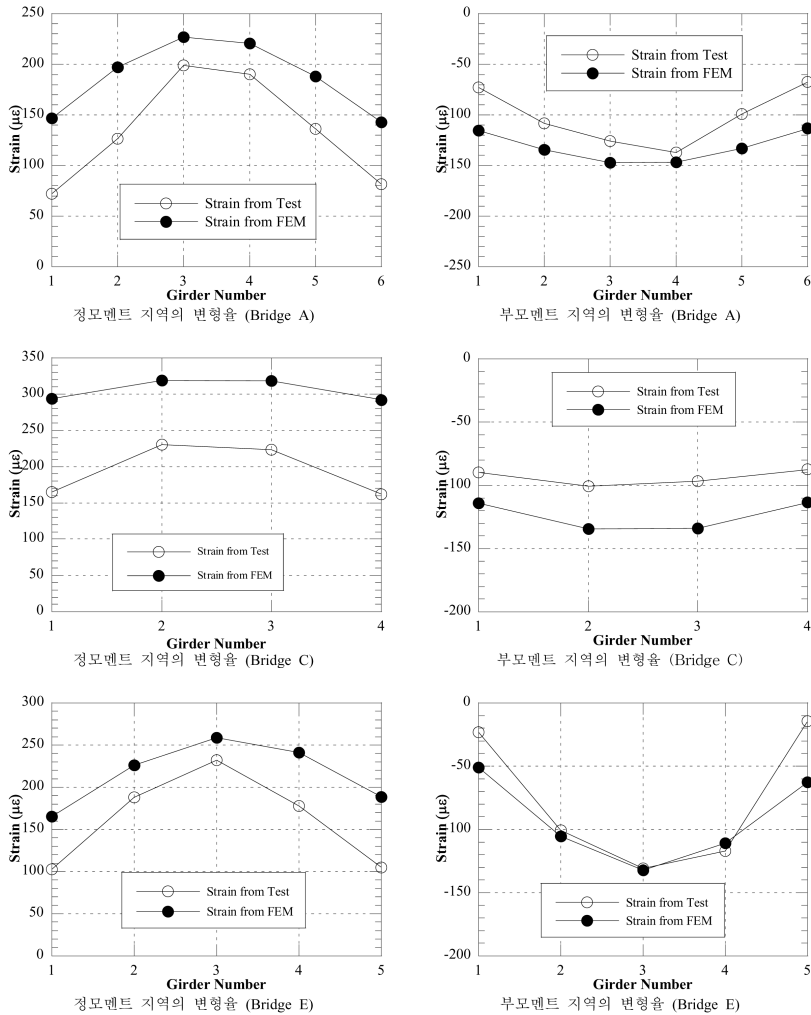 250
200
150
100
50
0
Strain (με)
Strain from Test
Strain from FEM
1 2 3 4 5 6
Girder Number
정모멘트 지역의 변형율 (Bridge A)
0
-50
-100
-150
-200
-250
Strain (με)
Strain from Test
Strain from FEM
1 2 3 4 5 6
Girder Number
부모멘트 지역의 변형율 (Bridge A)
350
300
250
200
150
100
50
0
Strain (με)
Strain from Test
Strain from FEM
1 2 3 4
Girder Number
정모멘트 지역의 변형율 (Bridge C)
0
-50
-100
-150
-200
Strain (με)
Strain from Test
Strain from FEM
1 2 3 4
Girder Number
부모멘트 지역의 변형율 (Bridge C)
300
250
200
150
100
50
0
Strain (με)
Strain from Test
Strain from FEM
1 2 3 4 5
Girder Number
정모멘트 지역의 변형율 (Bridge E)
0
-50
-100
-150
-200
Strain (με)
Strain from Test
Strain from FEM
1 2 3 4 5
Girder Number
부모멘트 지역의 변형율 (Bridge E)